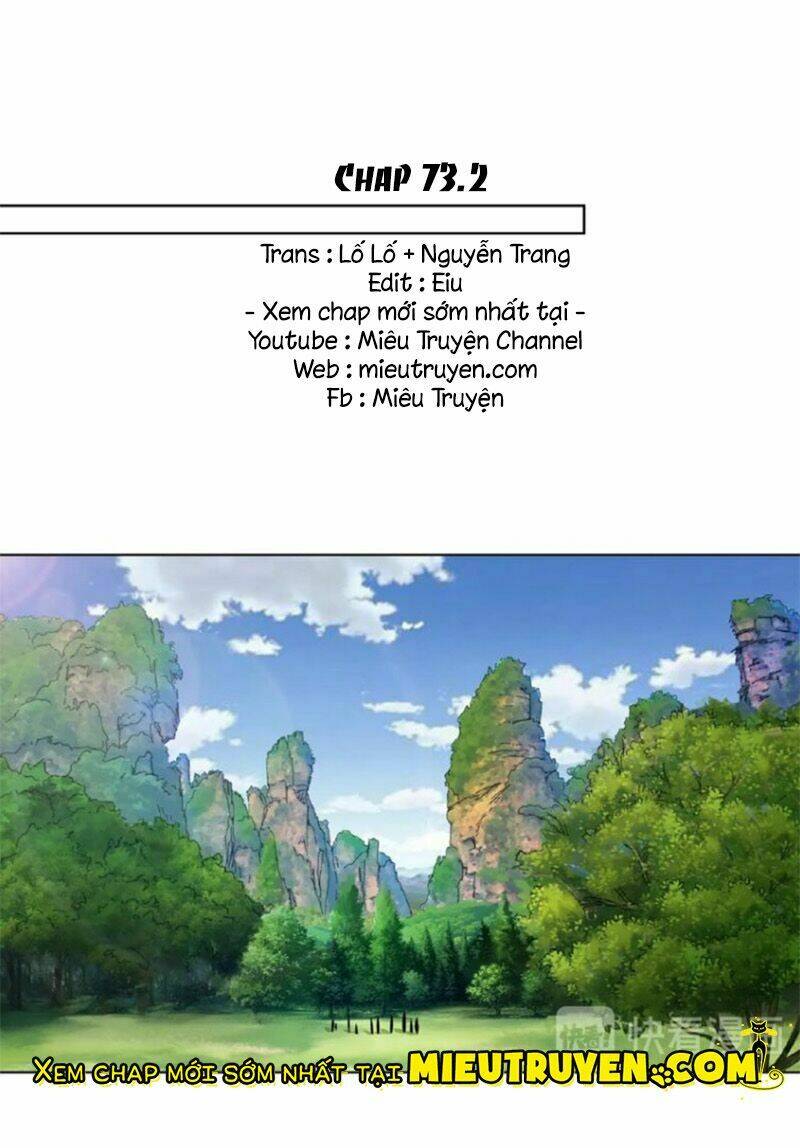 Chap 73.2
Trans : Lố Lố + Nguyễn Trang
Edit : Eiu
- Xem chap mới sớm nhất tại -
Youtube : Miêu Truyện Channel
Web : mieutruyen.com
Fb : Miêu Truyện
快看 快看漫画
Xem chap mới sớm nhất tại MIEUTRUYEN.COM